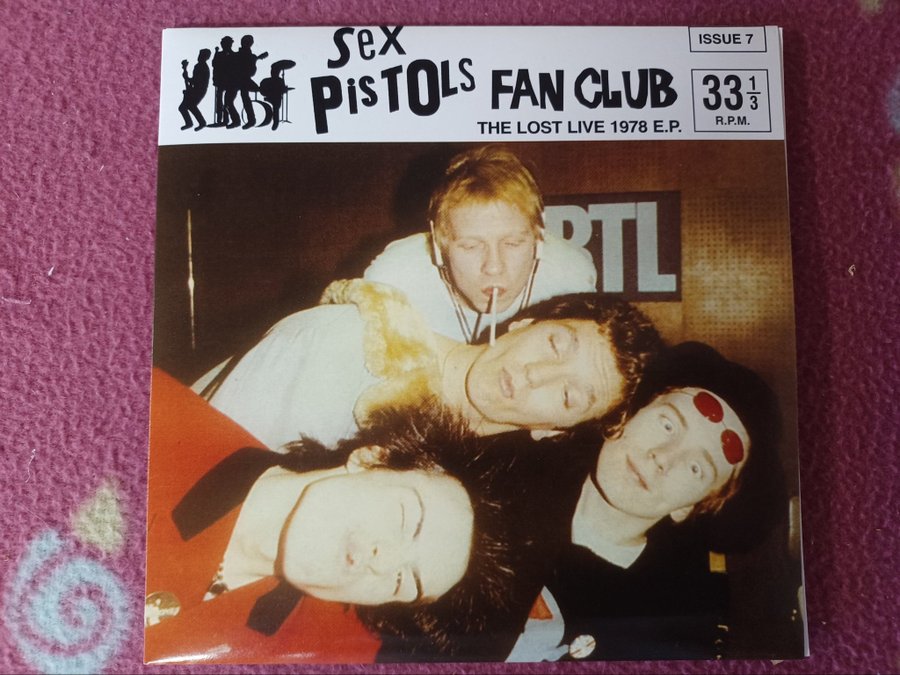 Sex
PiSTOLS
FAN CLUB
THE LOST LIVE 1978 E.P.
ISSUE 7
33 1/3
R.P.M.
RTL